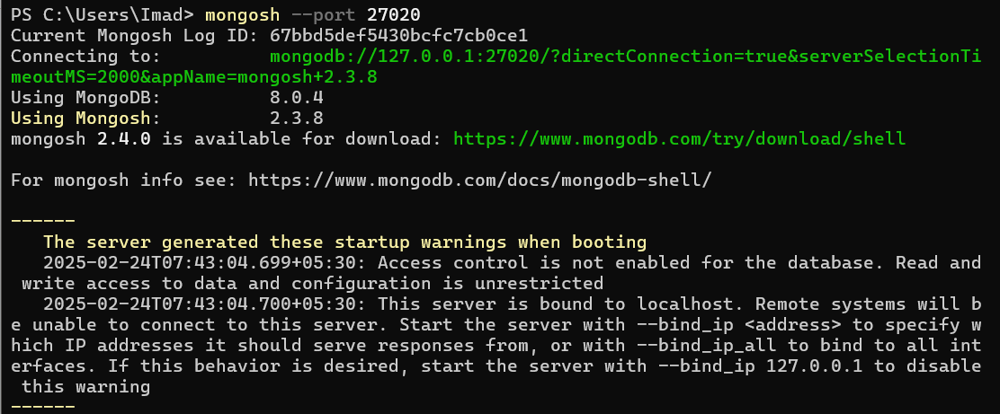 PS C:\Users\Imad> mongosh --port 27020
Current Mongosh Log ID: 67bbd5def5430bcfc7cb0ce1
Connecting to:          mongodb://127.0.0.1:27020/?directConnection=true&serverSelectionTi
meoutMS=2000&appName=mongosh+2.3.8
Using MongoDB:          8.0.4
Using Mongosh:          2.3.8
mongosh 2.4.0 is available for download: https://www.mongodb.com/try/download/shell
For mongosh info see: https://www.mongodb.com/docs/mongodb-shell/
------
The server generated these startup warnings when booting
2025-02-24T07:43:04.699+05:30: Access control is not enabled for the database. Read and
write access to data and configuration is unrestricted
2025-02-24T07:43:04.700+05:30: This server is bound to localhost. Remote systems will b
e unable to connect to this server. Start the server with --bind_ip <address> to specify w
hich IP addresses it should serve responses from, or with --bind_ip_all to bind to all int
erfaces. If this behavior is desired, start the server with --bind_ip 127.0.0.1 to disable
this warning
------